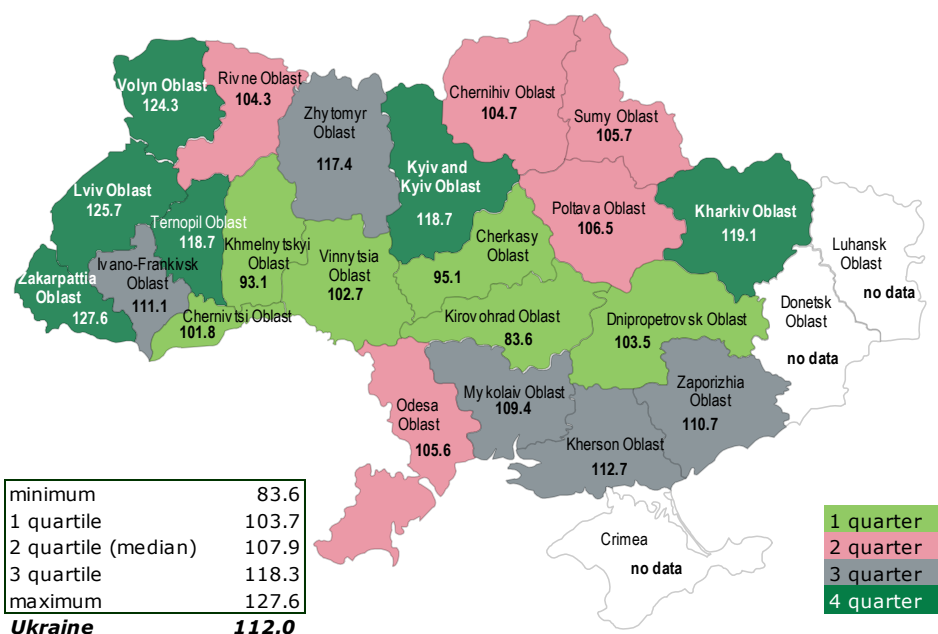 Volyn Oblast
124.3
Rivne Oblast
104.3
Zhytomyr
Oblast
117.4
Kyiv and
Kyiv Oblast
118.7
Chernihiv Oblast
104.7
Sumy Oblast
105.7
Lviv Oblast
125.7
Ternopil Oblast
118.7
Khmelnytskyi
Oblast
93.1
Vinnytsia
Oblast
102.7
Cherkasy
Oblast
95.1
Poltava Oblast
106.5
Kharkiv Oblast
119.1
Luhansk
Oblast
no data
Donetsk
Oblast
no data
Zakarpattia
Oblast
127.6
Ivano-Frankivsk
Oblast
111.1
Chernivtsi Oblast
101.8
Kirovohrad Oblast
83.6
Dnipropetrovsk Oblast
103.5
Odesa
Oblast
105.6
Mykolaiv Oblast
109.4
Kherson Oblast
112.7
Zaporizhia
Oblast
110.7
Crimea
no data
minimum 83.6
1 quartile 103.7
2 quartile (median) 107.9
3 quartile 118.3
maximum 127.6
Ukraine 112.0
1 quarter
2 quarter
3 quarter
4 quarter